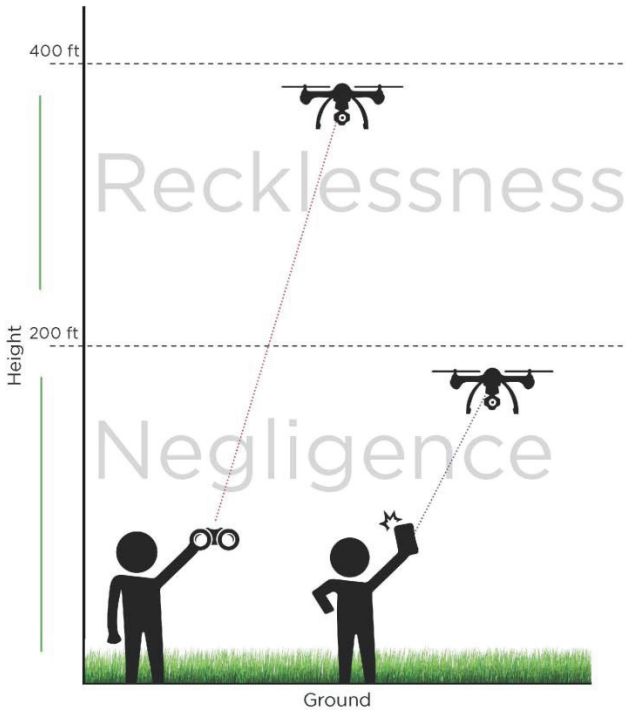 400 ft
Recklessness
200 ft
Height
Negligence
Ground